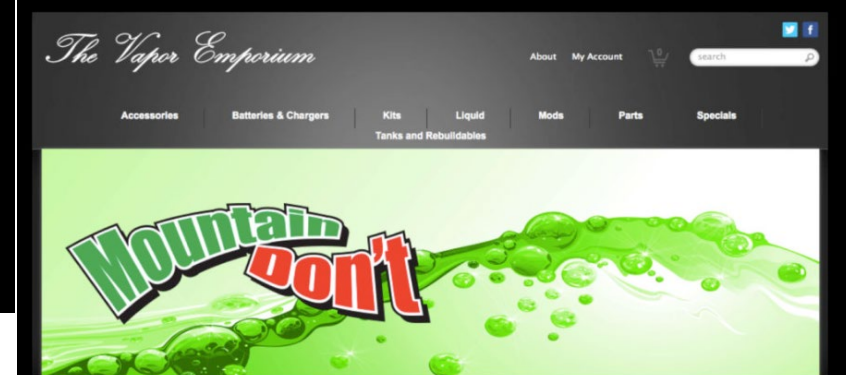 The Vapor Emporium
About My Account 0 search
Accessories Batteries & Chargers Kits Liquid Mods Parts Specials
Tanks and Rebuildables
Mountain
Don't